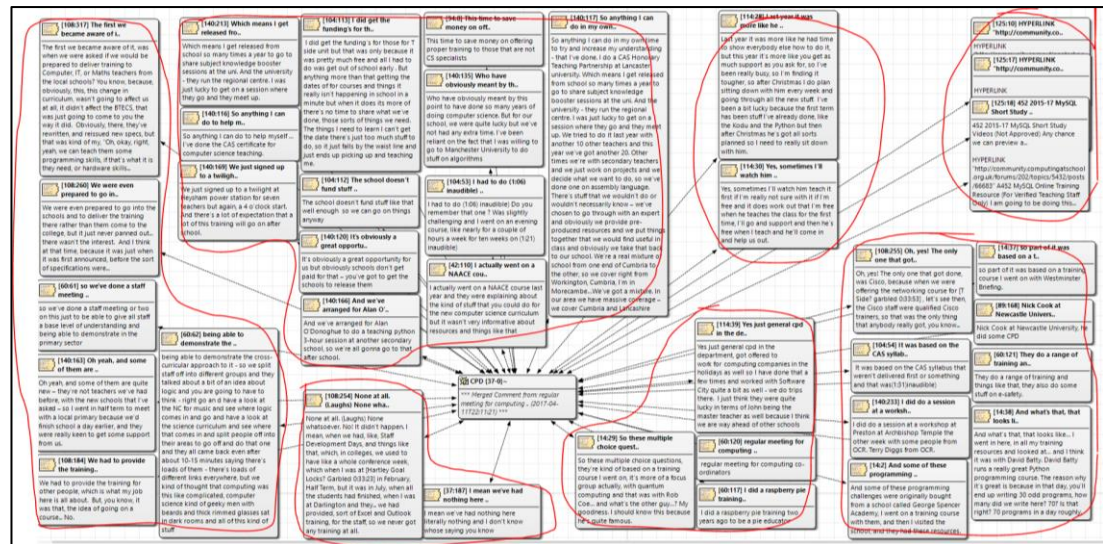 [108:317] The first we
became aware of i..
The first we became aware of it, was
when we were asked if we would be
prepared to deliver training to
Computer, IT, or Maths teachers from
the local schools? You know, because,
obviously, this, this change in
curriculum, wasn't going to affect us
at all, it didn't affect the BTECS, that
was just going to come to you the
way it did. Obviously, there, they've
rewritten, and reissued new specs, but
that was kind of my, 'Oh, okay, right,
yeah, we can teach them some
programming skills, if that's what it is
they need, or hardware skills..
[108:260] We were even
prepared to go in...
We were even prepared to go into the
schools and to deliver the training
there rather than them come to the
college, but it just never panned out..
there wasn't the interest. And I think
at that time, because it was just when
it was first announced, before the sort
of specifications were..
[60:61] so we've done a staff
meeting ..
so we've done a staff meeting or two
on this just to be able to give all staff
a base level of understanding and
being able to demonstrate in the
primary sector
[140:163] Oh yeah, and some
of them are ..
Oh yeah, and some of them are quite
new – they're not teachers we've had
before, with the new schools that I've
asked – so I went in half term to meet
with a local primary because we'd
finish school a day earlier, and they
were really keen to get some support
from us.
[108:184] We had to provide
the training..
We had to provide the training for
other people, which is what my job
here is all about. But, you know, it
was that, the idea of going on a
course... No.
[140:213] Which means I get
released fro..
Which means I get released from
school so many times a year to go to
share subject knowledge booster
sessions at the uni. And the university
- they run the regional centre. I was
just lucky to get on a session where
they go and they meet up.
[140:116] So anything I can
do to help m..
So anything I can do to help myself ...
I've done the CAS certificate for
computer science teaching.
[140:169] We just signed up
to a twiligh..
We just signed up to a twilight at
Heysham power station for seven
teachers but again, a 4 o clock start.
And there's a lot of expectation that a
lot of this training will go on after
school.
[60:62] being able to
demonstrate the ..
being able to demonstrate the cross-
curricular approach to it - so we split
staff off into different groups and they
talked about a bit of an idea about
logic and you are going to have to
think - right go an d have a look at
the NC for music and see where logic
comes in and go and have a look at
the science curriculum and see where
that comes in and split people off into
their areas to go off and do that one
and they all came back even after
about 10-15 minutes saying there's
loads of them - there's loads of
different links everywhere, but we
kind of thought that computing was
this like complicated, computer
science kind of geeky men with
beards and thick rimmed glasses sat
in dark rooms and all of this kind of
stuff
[104:113] I did get the
funding's for th..
I did get the funding's for those for T
side unit but that was only because it
was pretty much free and all I had to
do was get out of school early. But
anything more than that getting the
dates off for courses and things it
really isn't happening in school in a
minute but when it does its more of
there's no time to share what we've
done, those sorts of things we need.
The things I need to learn I can't get
the date there's just too much stuff to
do, so it just fells by the waist line and
just ends up picking up and teaching
me.
[104:112] The school doesn't
fund stuff ..
The school doesn't fund stuff like that
well enough so we can go on things
anyway
[140:120] It's obviously a
great opportu..
It's obviously a great opportunity for
us but obviously schools don't get
paid for that – you've got to get the
schools to release them
[140:166] And we've
arranged for Alan O'..
And we've arranged for Alan
O Donoghue to do a teaching python
3-hour session at another secondary
school, so we're all gonna go to that
after school.
[108:254] None at all.
(Laughs) None wha..
None at all. (Laughs) None
whatsoever. No! It didn't happen. I
mean, when we had, like, Staff
Development Days, and things like
that, which, in colleges, we used to
have like a whole conference week,
which then I was at [Hartley Goal
Locks? Garbled 0:33:23] in February,
Half Term, but it was in July, when all
the students had finished, when I was
at Darlington and they.., we had
provided, sort of Excel and Outlook
training, for the staff, so we never got
any training at all.
This time to save
money on off..
This time to save money on offering
proper training to those that are not
CS specialists
[140:135] Who have
obviously meant by th..
Who have obviously meant by this
point to have done so many years of
doing computer science. But for our
school, we were quite lucky but we've
not had any extra time. I've been
reliant on the fact that I was willing to
go to Manchester University to do
stuff on algorithms
[104:53] I had to do (1:06)
inaudible) ..
I had to do (1:06) inaudible) Do you
remember that one ? Was slightly
challenging and I went on an evening
course, like nearly for a couple of
hours a week for ten weeks on (1:21)
inaudible)
[42:110] I actually went on a
NAACE cou..
I actually went on a NAACE course last
year and they were explaining about
the kind of stuff that you could do for
the new computer science curriculum
but it wasn't very informative about
resources and things like that
CPD {37-0}~
*** Merged Comment from regular
meeting for computing .. (2017-04-
11T22:11:21) ***
[37:187] I mean we've had
nothing here ..
I mean we've had nothing here
literally nothing and I don't know
those saying you know
[140:117] So anything I can
do in my own..
So anything I can do in my own time
to try and increase my understanding
- that I've done. I do a CAS Honorary
Teaching Partnership at Lancaster
university. Which means I get released
from school so many times a year to
go to share subject knowledge booster
sessions at the uni. And the
university - they run the regional
centre. I was just lucky to get on a
session where they go and they meet
up. We tried to do it last year with
another 10 other teachers and this
year we've got another 20. Other
times we're with secondary teachers
and we just work on projects and we
decide what we want to do, so we've
done one on assembly language.
There's stuff that we wouldn't do or
wouldn't necessarily know – we've
chosen to go through with an expert
and obviously we provide pre-
produced resources and we put things
together that we would find useful in
class and obviously we take that back
to our school. We're a real mixture of
school from one end of Cumbria to
the other, so we cover right from
Workington, Cumbria, I'm in
Morecambe...We've got a mixture. In
our area we have massive coverage –
we cover Cumbria and Lancashire
[114:28] Last year it was
more like he ..
Last year it was more like he had time
to show everybody else how to do it,
but this year it's more like you get as
much support as you ask for, so I've
been really busy, so I'm finding it
tougher, so after Christmas I do plan
sitting down with him every week and
going through all the new stuff. I've
been a bit lucky because the first term
has been stuff I've already done, like
the Kodu and the Python but then
after Christmas he's got all sorts
planned so I need to really sit down
with him.
[114:30] Yes, sometimes I'll
watch him ..
Yes, sometimes I'll watch him teach it
first if I'm really not sure with it if I'm
free and it does work out that I'm free
when he teaches the class for the first
time, I'll go and support and then he's
free when I teach and he'll come in
and help us out.
[114:39] Yes just general cpd
in the de..
Yes just general cpd in the
department, got offered to
work for computing companies in the
holidays as well so I have done that a
few times and worked with Software
City quite a bit as well - we do trips
there. I just think they were quite
lucky in terms of John being the
master teacher as well because I think
we are way ahead of other schools
[14:29] So these multiple
choice quest..
So these multiple choice questions,
they're kind of based on a training
course I went on, it's more of a focus
group actually, with quantum
computing and that was with Rob
Coe... and what's the other guy...? My
goodness. I should know this because
he's quite famous.
[60:120] regular meeting for
computing ..
regular meeting for computing co-
ordinators
[60:117] I did a raspberry pie
training..
I did a raspberry pie training two
years ago to be a pie educator
[125:10] HYPERLINK
"http://community.co..
HYPERLINK
[125:17] HYPERLINK
"http://community.co..
HYPERLINK
[125:18] 452 2015-17 MySQL
Short Study ..
452 2015-17 MySQL Short Study
Videos (Not Approved) Any chance
we can preview a..
HYPERLINK
"http://community.computingatschool
.org.uk/forums/202/topics/5432/posts
/66683" A452 MySQL Online Training
Resource (For Verified Teaching Staff
Only) I am going to be doing this...
[108:255] Oh, yes! The only
one that got..
Oh, yes! The only one that got done,
was Cisco, because when we were
offering the networking course for [T
Side? garbled 0:33:53].. let's see then,
the Cisco staff were qualified Cisco
trainers, so that was the only thing
that anybody really got, you know..
[104:54] It was based on the
CAS syllab..
It was based on the CAS syllabus that
weren't delivered first or something
and that was(1:31)inaudible)
[140:233] I did do a session
at a worksh..
I did do a session at a workshop in
Preston at Archbishop Temple the
other week with some people from
OCR. Terry Diggs from OCR.
[14:2] And some of these
programming ..
And some of these programming
challenges were originally bought
from a school called George Spencer
Academy, I went on a training course
with them, and then I visited the
school, and they had these resources.
[14:37] So part of it was
based on a t..
so part of it was based on a training
course I went on with Westminster
Briefing.
[89:168] Nick Cook at
Newcastle Univers..
Nick Cook at Newcastle University, he
did some CPD
[60:121] They do a range of
training an..
They do a range of training and
things like that, they also do some
stuff on e-safety.
[14:38] And what's that, that
looks li..
And what's that, that looks like... I
went in here, in all my training
resources and looked at... and I think
it was with David Batty. David Batty
runs a really great Python
programming course. The reason why
it's great is because in that day, you'll
end up writing 30 odd programs, how
many did we write here? 70? Is that
right? 70 programs in a day roughly.